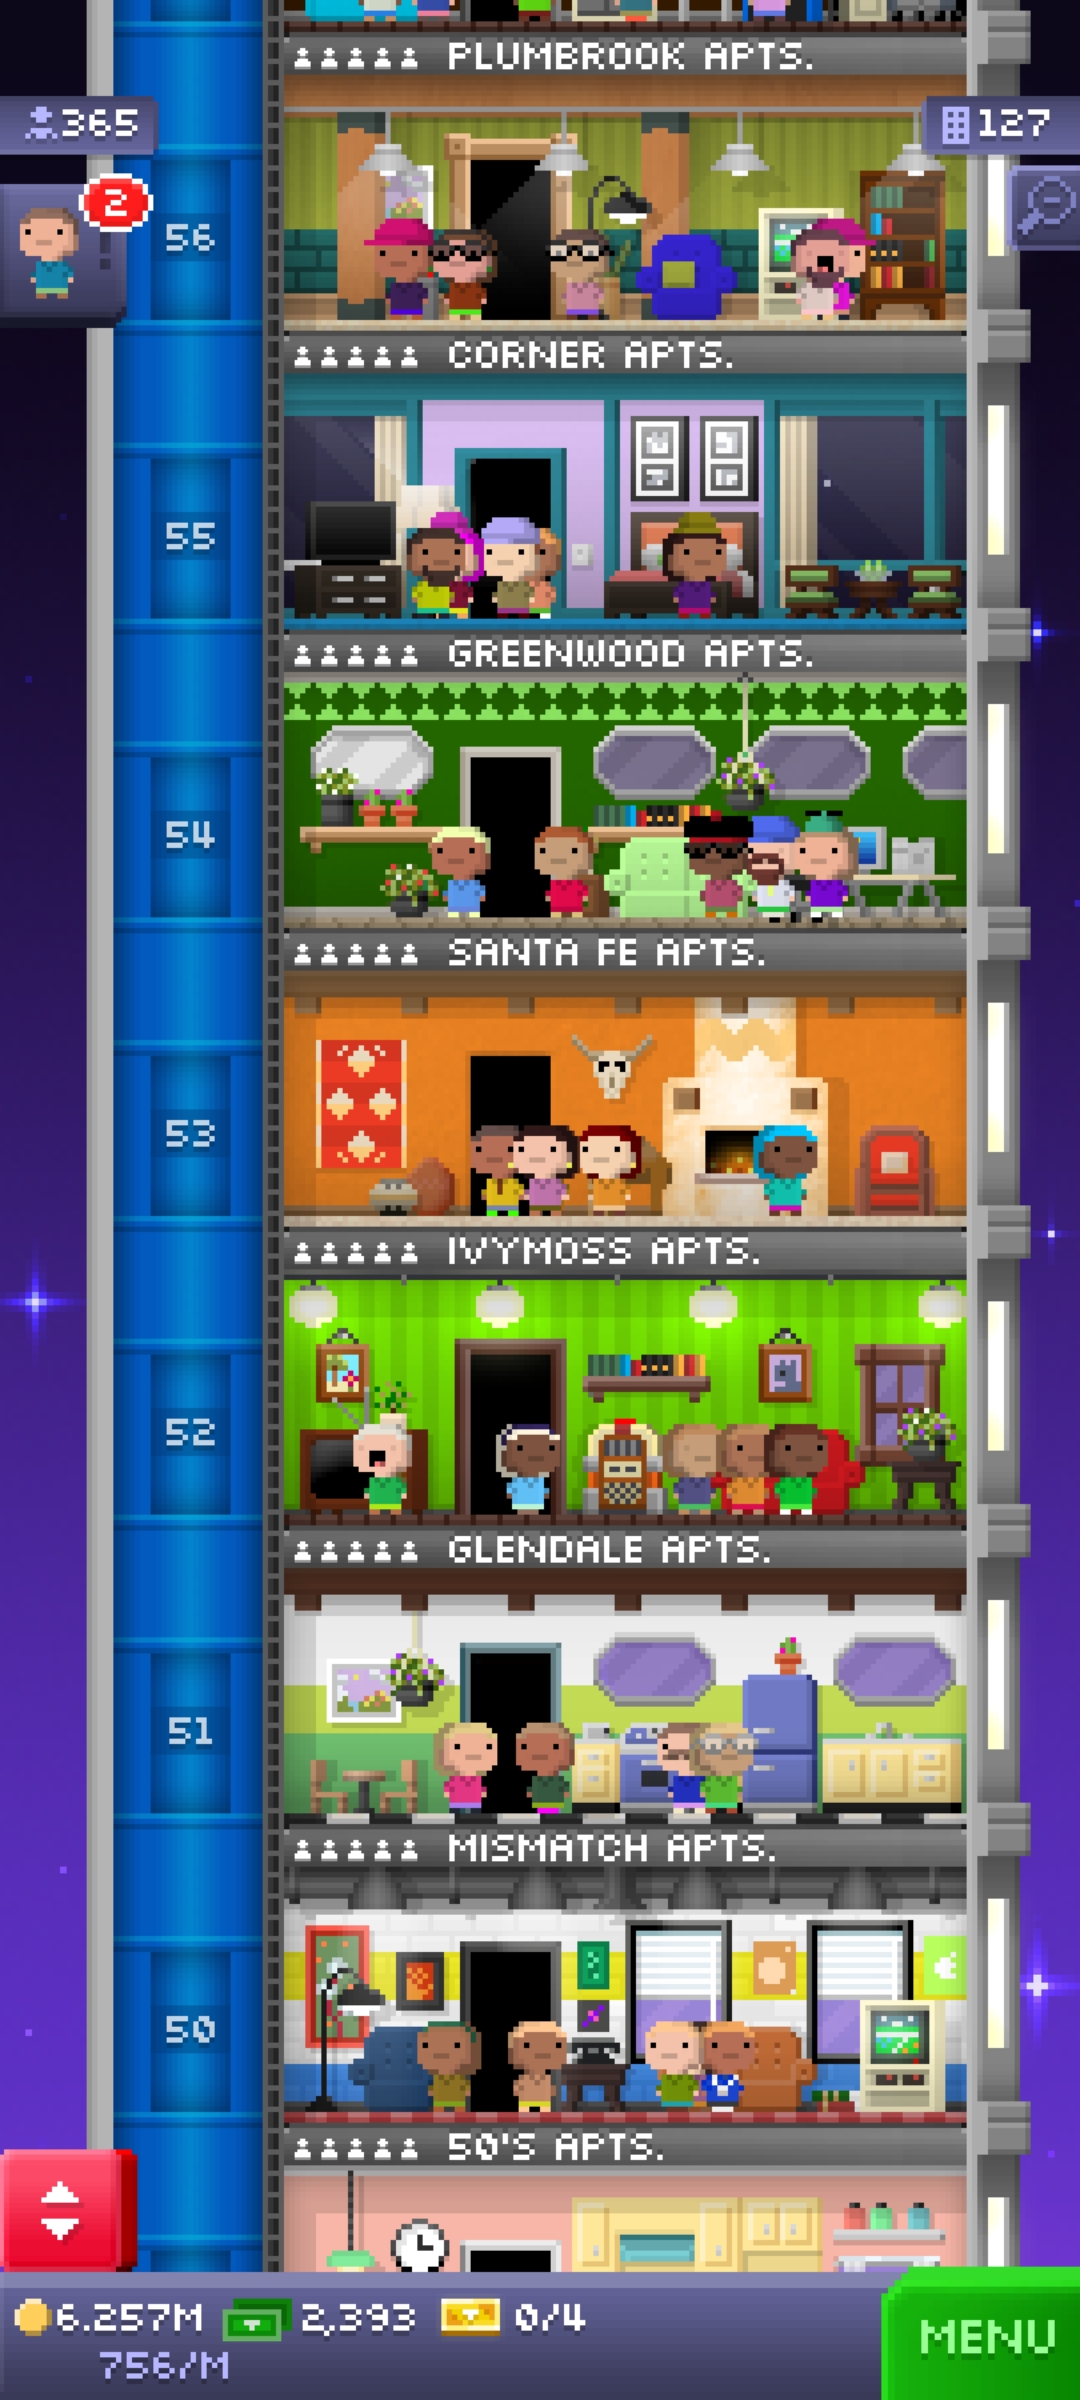 PLUMBROOK APTS.
365
127
2
56
CORNER APTS.
55
GREENWOOD APTS.
54
SANTA FE APTS.
53
IVYMOSS APTS.
52
GLENDALE APTS.
51
MISMATCH APTS.
50
50'S APTS.
6.257M 2,393 0/4
756/M
MENU